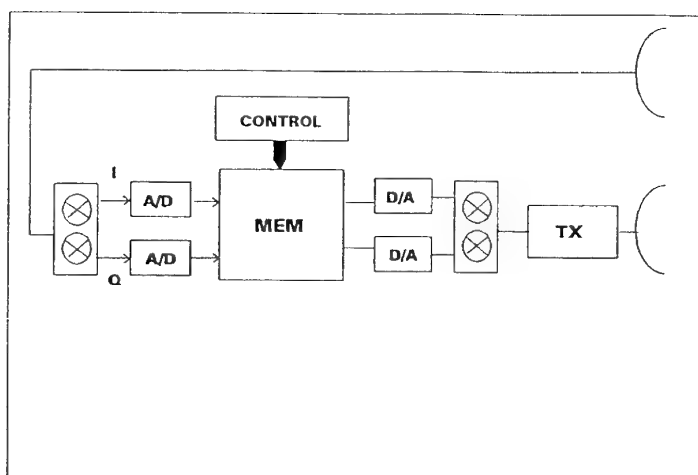 CONTROL
I
A/D
D/A
MEM
TX
A/D
D/A
Q